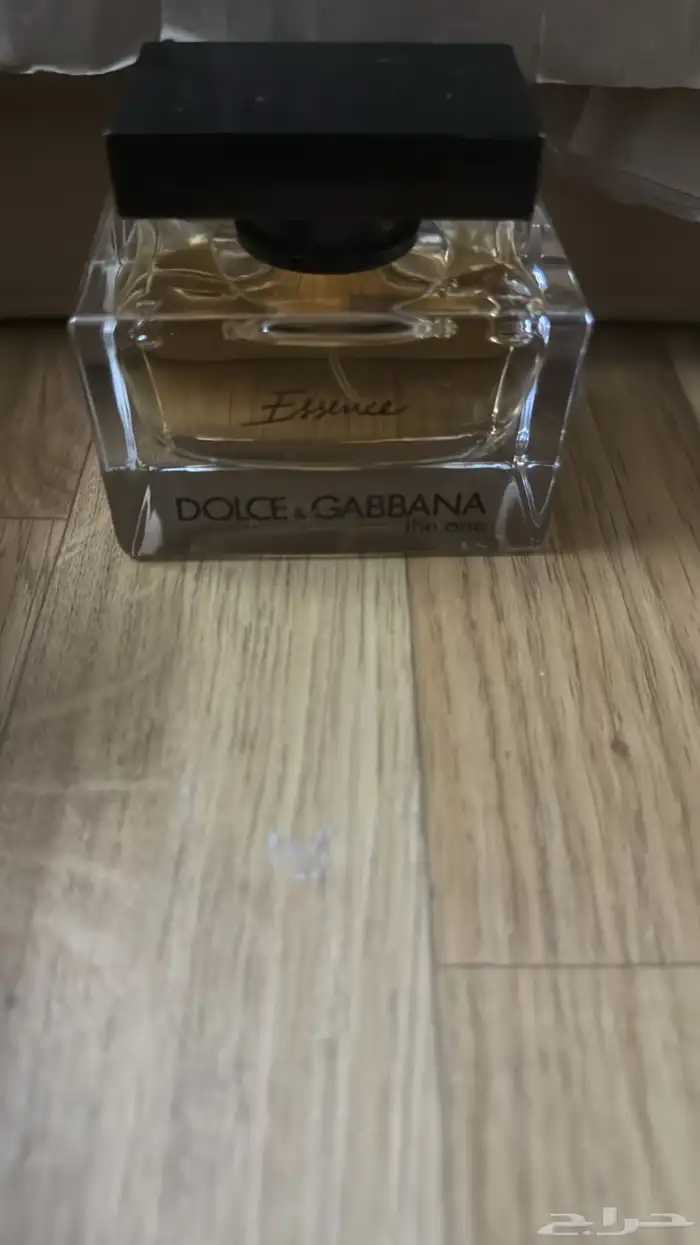 Essence
DOLCE & GABBANA
the one
حراج